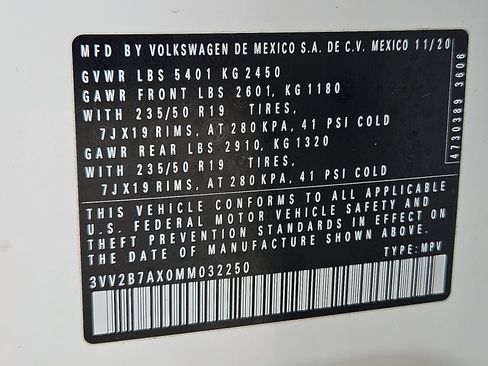 MFD BY VOLKSWAGEN DE MEXICO S.A. DE C.V. MEXICO 11/20
GVWR LBS 5401 KG 2450
GAWR FRONT LBS 2601, KG 1180
WITH 235/50 R19 TIRES,
7JX19 RIMS, AT 280 KPA, 41 PSI COLD
GAWR REAR LBS 2910, KG 1320
WITH 235/50 R19 TIRES,
7JX19 RIMS, AT 280 KPA, 41 PSI COLD
THIS VEHICLE CONFORMS TO ALL APPLICABLE
U.S. FEDERAL MOTOR VEHICLE SAFETY AND
THEFT PREVENTION STANDARDS IN EFFECT ON
THE DATE OF MANUFACTURE SHOWN ABOVE.
3VV2B7AX0MM032250 TYPE: MPV
4730389 3606